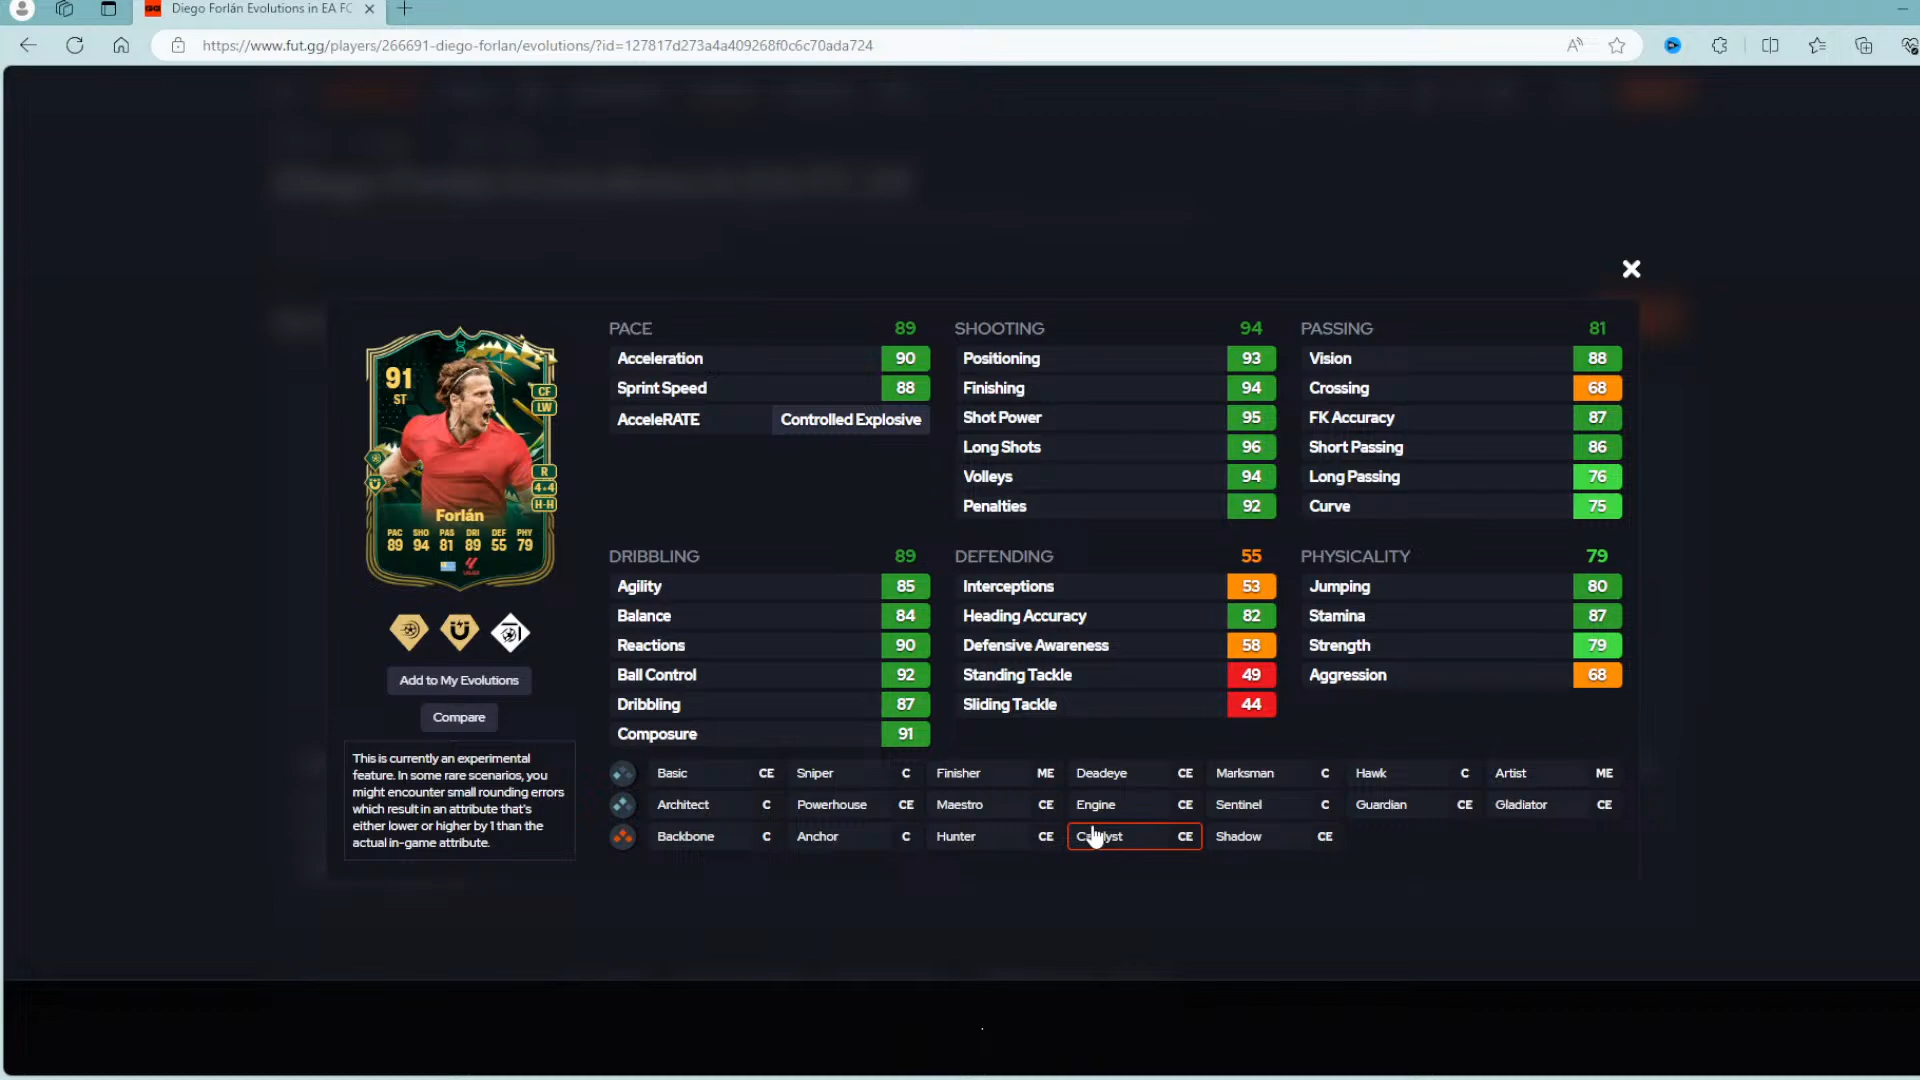 Diego Forlán Evolutions in EA FC
https://www.fut.gg/players/266691-diego-forlan/evolutions/?id=127817d273a4a409268f0c6c70ada724
91
ST
CF
LW
R
4★4
H-H
Forlán
PAC SHO PAS DRI DEF PHY
89 94 81 89 55 79
Add to My Evolutions
Compare
This is currently an experimental
feature. In some rare scenarios, you
might encounter small rounding errors
which result in an attribute that's
either lower or higher by 1 than the
actual in-game attribute.
PACE 89
Acceleration 90
Sprint Speed 88
AcceleRATE Controlled Explosive
SHOOTING 94
Positioning 93
Finishing 94
Shot Power 95
Long Shots 96
Volleys 94
Penalties 92
PASSING 81
Vision 88
Crossing 68
FK Accuracy 87
Short Passing 86
Long Passing 76
Curve 75
DRIBBLING 89
Agility 85
Balance 84
Reactions 90
Ball Control 92
Dribbling 87
Composure 91
DEFENDING 55
Interceptions 53
Heading Accuracy 82
Defensive Awareness 58
Standing Tackle 49
Sliding Tackle 44
PHYSICALITY 79
Jumping 80
Stamina 87
Strength 79
Aggression 68
Basic CE Sniper C Finisher ME Deadeye CE Marksman C Hawk C Artist ME
Architect C Powerhouse CE Maestro CE Engine CE Sentinel C Guardian CE Gladiator CE
Backbone C Anchor C Hunter CE Catalyst CE Shadow CE